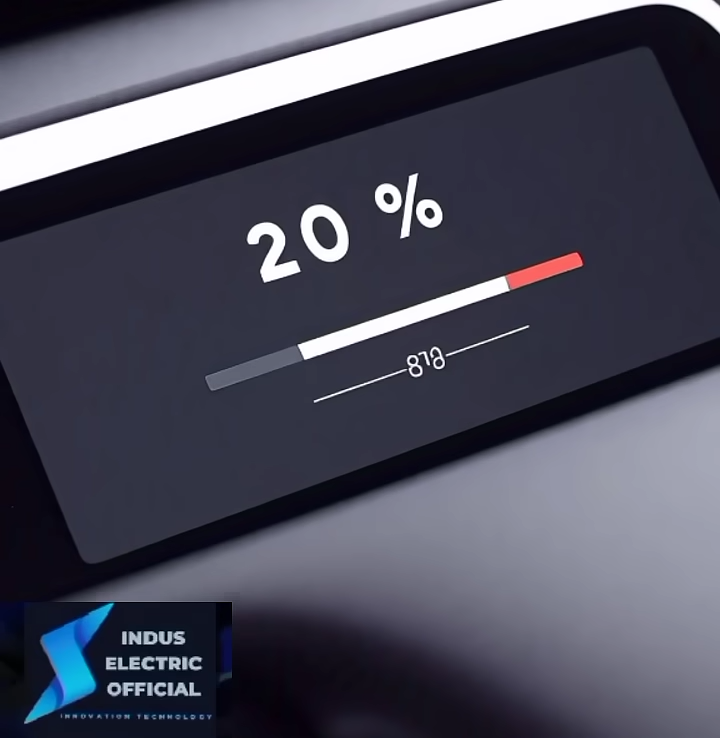 20 %
INDUS
ELECTRIC
OFFICIAL
INNOVATION TECHNOLOGY